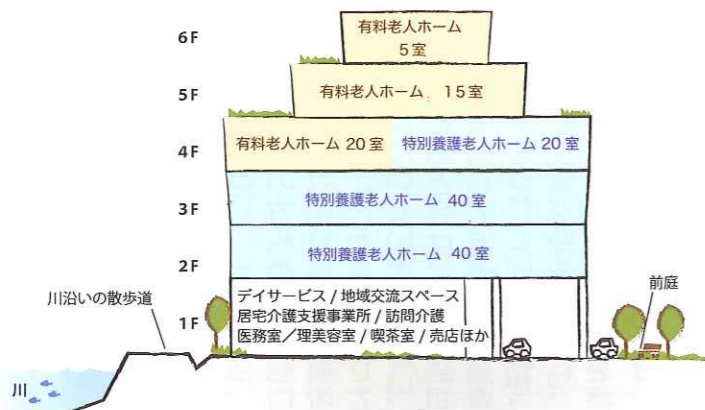 6F
有料老人ホーム
5室
5F
有料老人ホーム 15室
4F
有料老人ホーム 20室
特別養護老人ホーム 20室
3F
特別養護老人ホーム 40室
2F
特別養護老人ホーム 40室
川沿いの散歩道
1F
デイサービス / 地域交流スペース
居宅介護支援事業所 / 訪問介護
医務室／理美容室 / 喫茶室 / 売店ほか
前庭
川